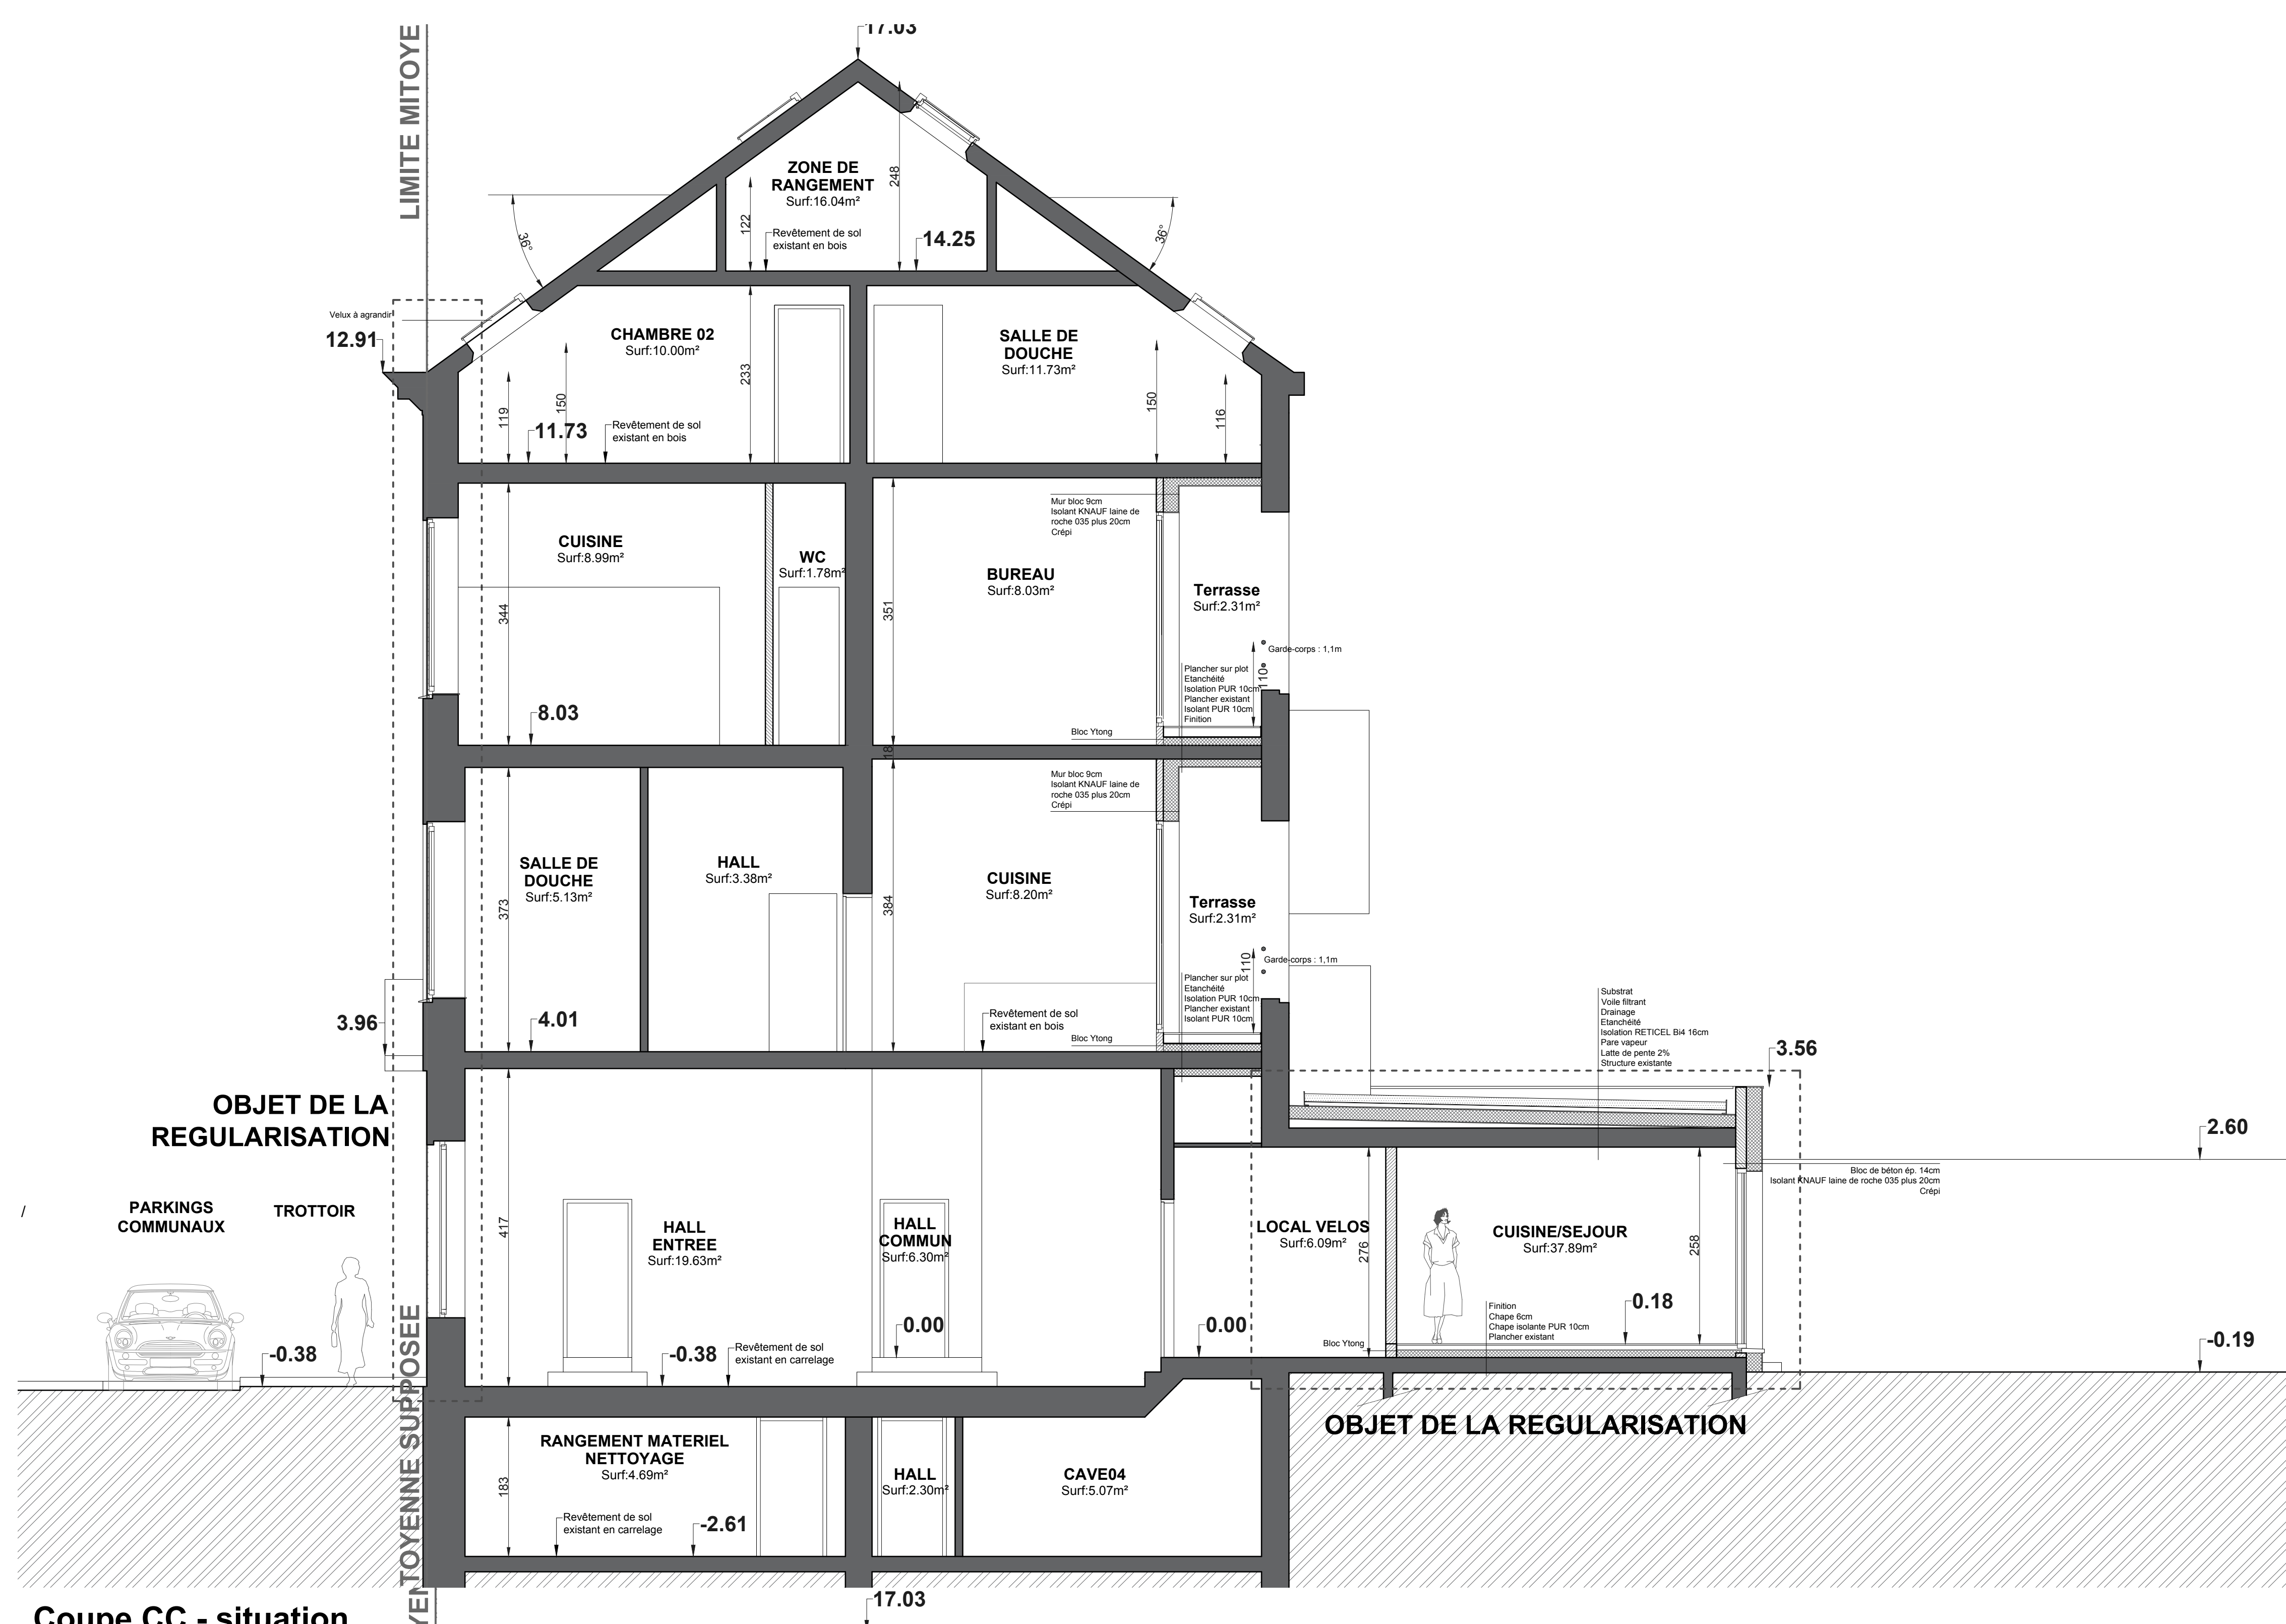 17.03
LIMITE MITOYE
ZONE DE
RANGEMENT
Surf:16.04m²
248
122
Revêtement de sol
existant en bois
14.25
36°
36°
Velux à agrandir
12.91
CHAMBRE 02
Surf:10.00m²
SALLE DE
DOUCHE
Surf:11.73m²
233
119
150
150
116
11.73
Revêtement de sol
existant en bois
Mur bloc 9cm
Isolant KNAUF laine de
roche 035 plus 20cm
Crépi
CUISINE
Surf:8.99m²
WC
Surf:1.78m²
BUREAU
Surf:8.03m²
Terrasse
Surf:2.31m²
344
351
Garde-corps : 1,1m
110
Plancher sur plot
Etanchéité
Isolation PUR 10cm
Plancher existant
Isolant PUR 10cm
Finition
8.03
Bloc Ytong
18
Mur bloc 9cm
Isolant KNAUF laine de
roche 035 plus 20cm
Crépi
SALLE DE
DOUCHE
Surf:5.13m²
HALL
Surf:3.38m²
CUISINE
Surf:8.20m²
Terrasse
Surf:2.31m²
373
384
Garde-corps : 1,1m
110
Plancher sur plot
Etanchéité
Isolation PUR 10cm
Plancher existant
Isolant PUR 10cm
3.96
4.01
Revêtement de sol
existant en bois
Bloc Ytong
Substrat
Voile filtrant
Drainage
Etanchéité
Isolation RETICEL Bi4 16cm
Pare vapeur
Latte de pente 2%
Structure existante
3.56
OBJET DE LA
REGULARISATION
2.60
Bloc de béton ép. 14cm
Isolant KNAUF laine de roche 035 plus 20cm
Crépi
/
PARKINGS
COMMUNAUX
TROTTOIR
417
HALL
ENTREE
Surf:19.63m²
HALL
COMMUN
Surf:6.30m²
LOCAL VELOS
Surf:6.09m²
276
CUISINE/SEJOUR
Surf:37.89m²
258
0.18
Finition
Chape 6cm
Chape isolante PUR 10cm
Plancher existant
Bloc Ytong
0.00
0.00
-0.38
-0.38
Revêtement de sol
existant en carrelage
-0.19
OBJET DE LA REGULARISATION
TOYENNE SUPPOSEE
RANGEMENT MATERIEL
NETTOYAGE
Surf:4.69m²
183
HALL
Surf:2.30m²
CAVE04
Surf:5.07m²
Revêtement de sol
existant en carrelage
-2.61
17.03
Coupe CC - situation